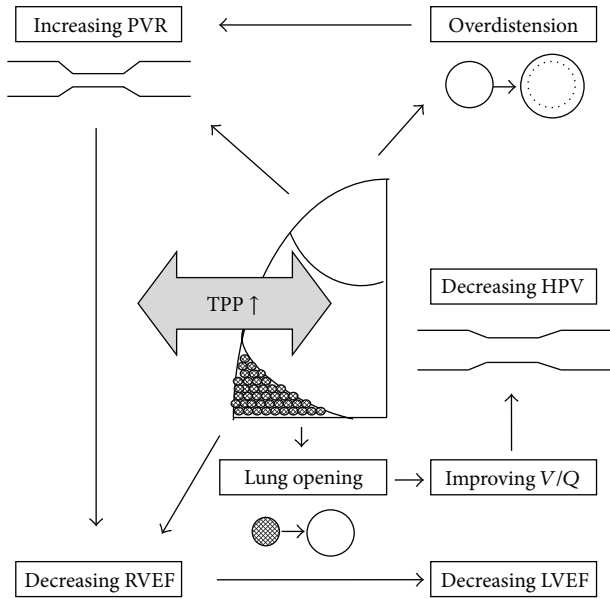 Increasing PVR
Overdistension
Decreasing HPV
TPP ↑
Lung opening
Improving V/Q
Decreasing RVEF
Decreasing LVEF